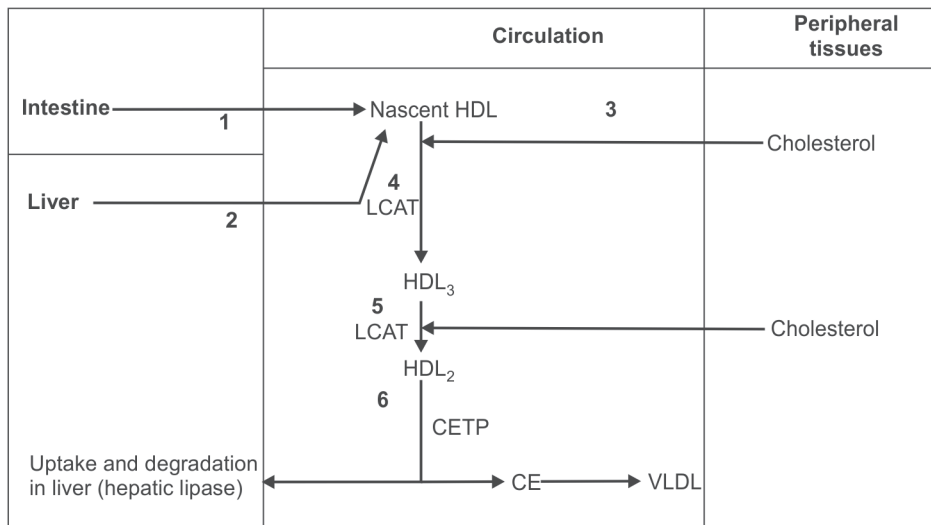 Circulation
Peripheral
tissues
Intestine
1
Nascent HDL
3
Cholesterol
Liver
2
4
LCAT
HDL₃
5
LCAT
Cholesterol
HDL₂
6
CETP
Uptake and degradation
in liver (hepatic lipase)
CE
VLDL